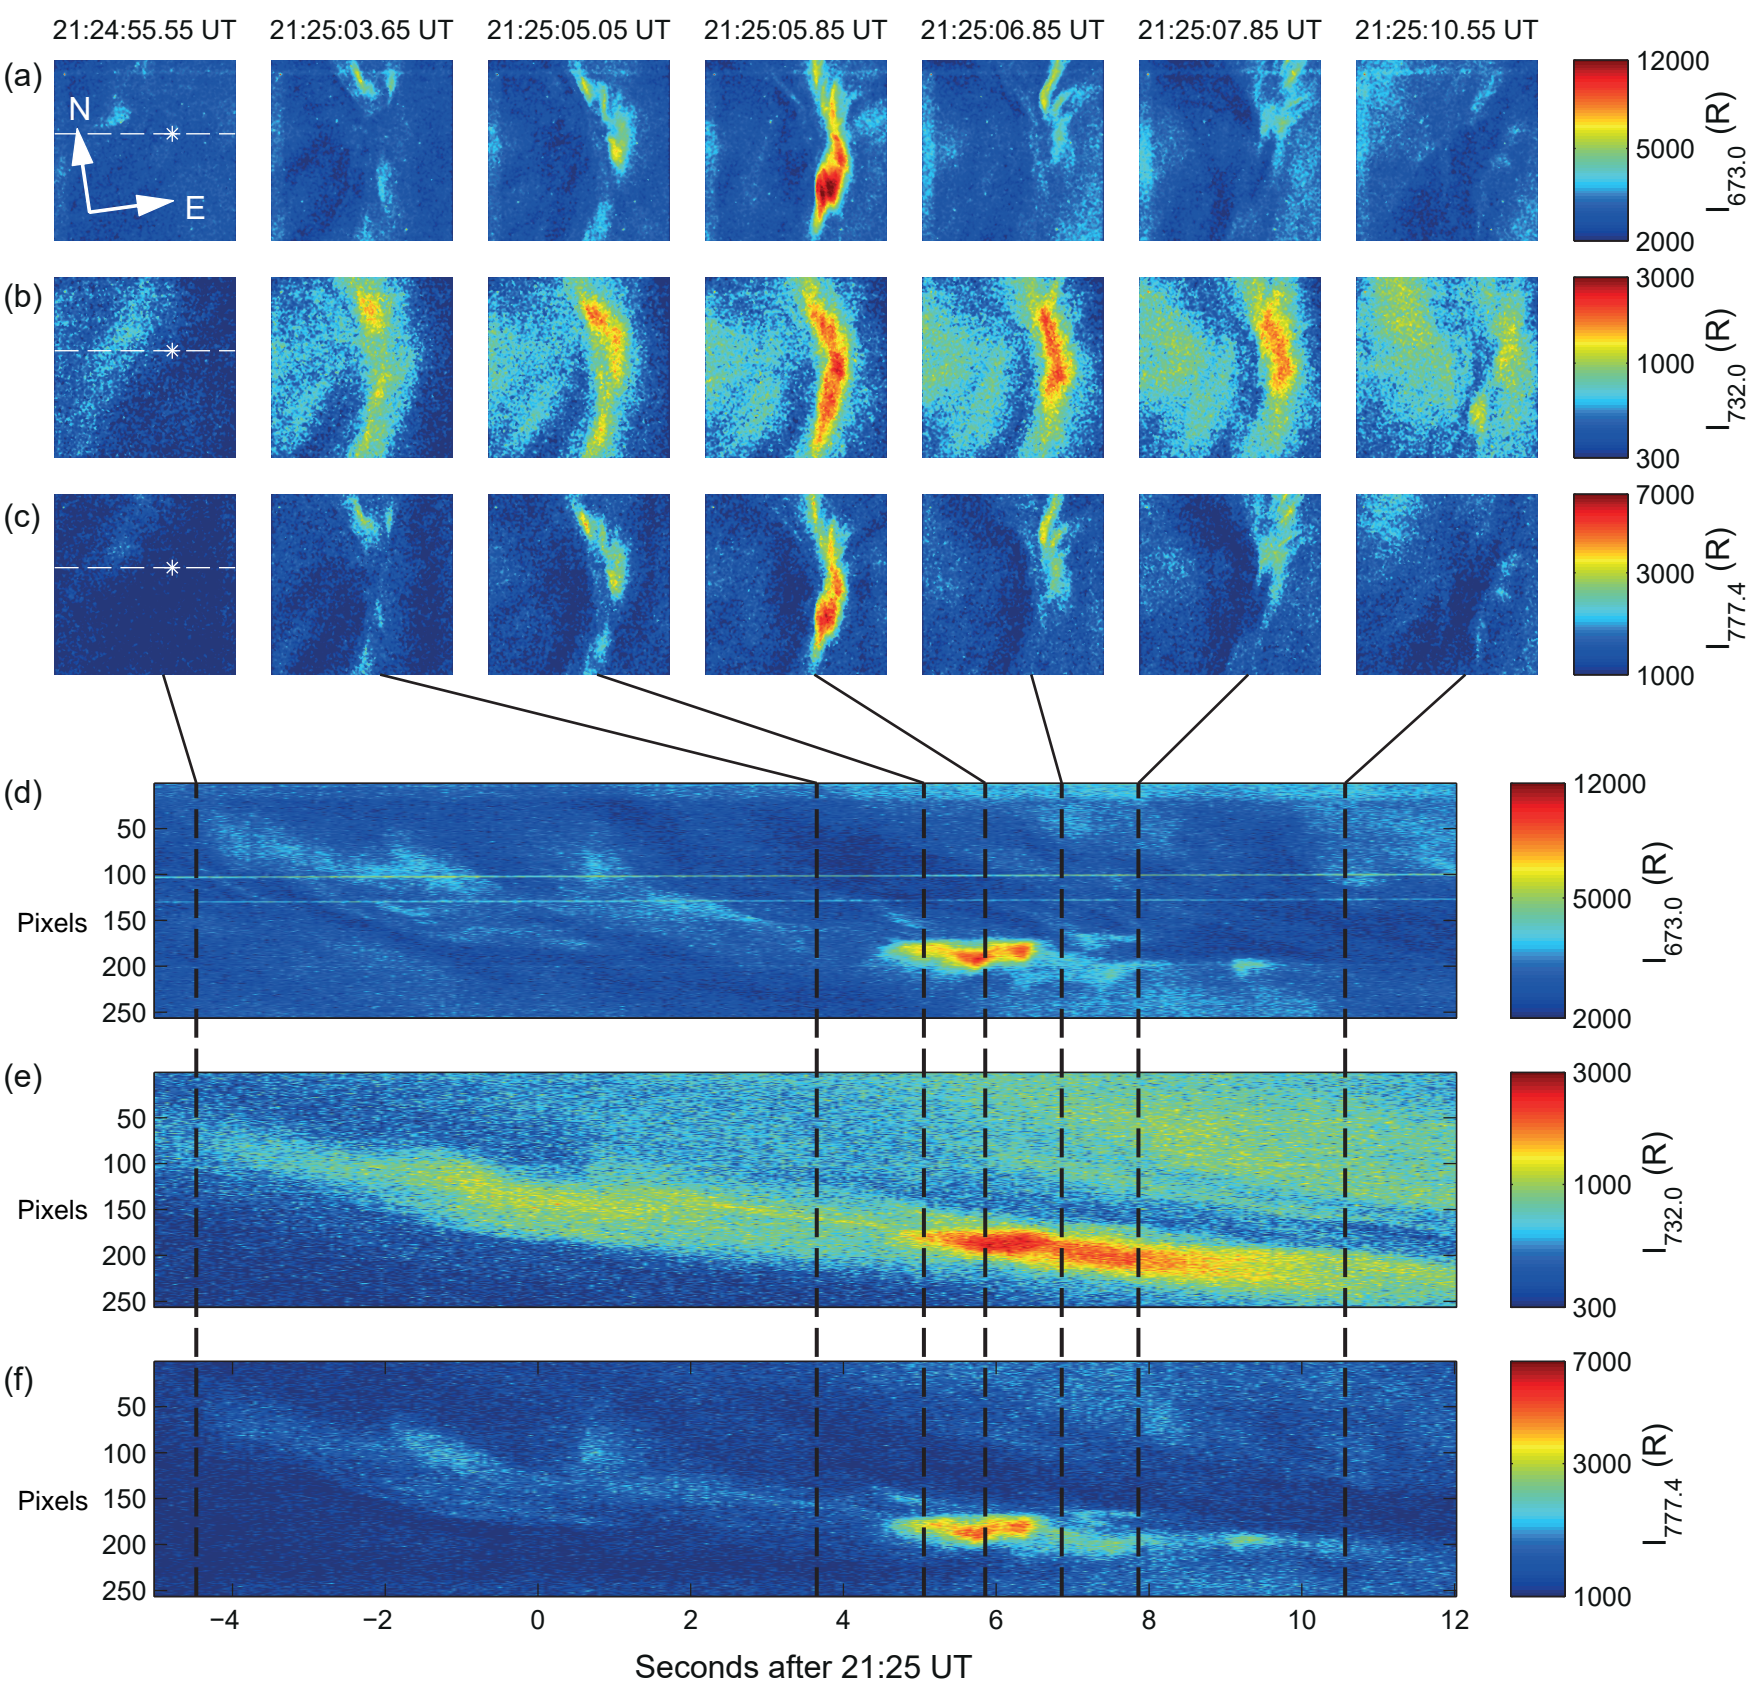 21:24:55.55 UT 21:25:03.65 UT 21:25:05.05 UT 21:25:05.85 UT 21:25:06.85 UT 21:25:07.85 UT 21:25:10.55 UT
(a)
N
E
12000
5000
2000
I673.0 (R)
(b)
3000
1000
300
I732.0 (R)
(c)
7000
3000
1000
I777.4 (R)
(d)
50
100
150
Pixels
200
250
12000
5000
2000
I673.0 (R)
(e)
50
100
150
Pixels
200
250
3000
1000
300
I732.0 (R)
(f)
50
100
150
Pixels
200
250
7000
3000
1000
I777.4 (R)
−4 −2 0 2 4 6 8 10 12
Seconds after 21:25 UT